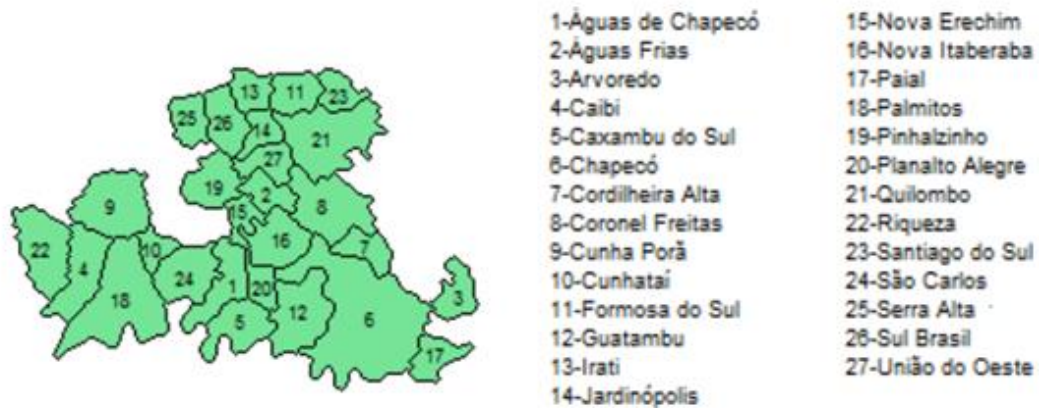 13
11
23
25
26
14
21
27
19
2
9
15
8
16
7
22
10
4
24
1
20
18
12
3
5
6
17
1-Águas de Chapecó
2-Águas Frias
3-Arvoredo
4-Caibi
5-Caxambu do Sul
6-Chapecó
7-Cordilheira Alta
8-Coronel Freitas
9-Cunha Porã
10-Cunhataí
11-Formosa do Sul
12-Guatambu
13-Irati
14-Jardinópolis
15-Nova Erechim
16-Nova Itaberaba
17-Paial
18-Palmitos
19-Pinhalzinho
20-Planalto Alegre
21-Quilombo
22-Riqueza
23-Santiago do Sul
24-São Carlos
25-Serra Alta
26-Sul Brasil
27-União do Oeste